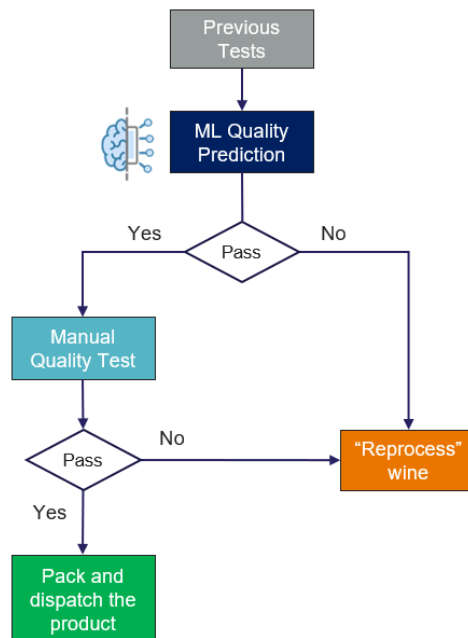 Previous
Tests
ML Quality
Prediction
Yes
No
Pass
Manual
Quality Test
No
Pass
“Reprocess”
wine
Yes
Pack and
dispatch the
product